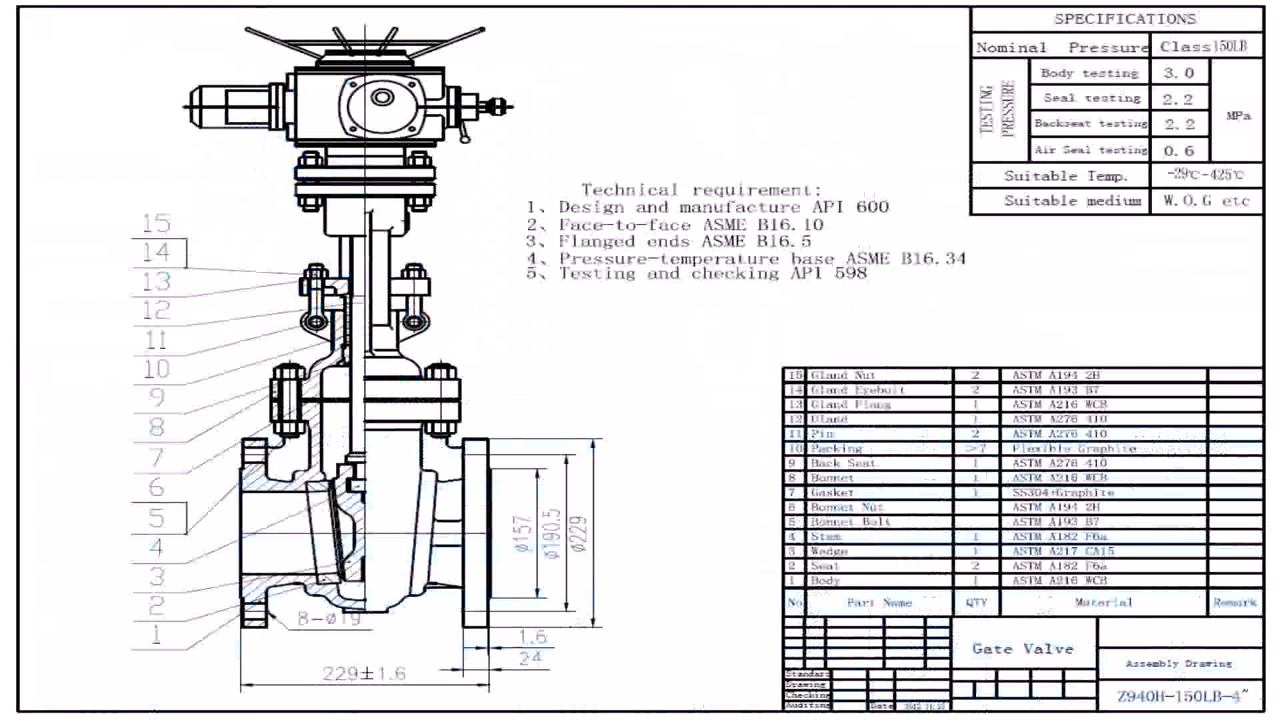 SPECIFICATIONS
Nominal Pressure Class150LB
TESTING PRESSURE
Body testing 3.0
Seal testing 2.2
Backseat testing 2.2
Air Seal testing 0.6
MPa
Suitable Temp. -29℃-425℃
Suitable medium W.O.G etc
Technical requirement:
1、Design and manufacture API 600
2、Face-to-face ASME B16.10
3、Flanged ends ASME B16.5
4、Pressure-temperature base ASME B16.34
5、Testing and checking API 598
15
14
13
12
11
10
9
8
7
6
5
4
3
2
1
8-ø19
229±1.6
ø157
ø190.5
ø229
1.6
24
15 Gland Nut 2 ASTM A194 2H
14 Gland Eyebolt 2 ASTM A193 B7
13 Gland Flang 1 ASTM A216 WCB
12 Gland 1 ASTM A276 410
11 Pin 2 ASTM A276 410
10 Packing >7 Flexible Graphite
9 Back Seat 1 ASTM A276 410
8 Bonnet 1 ASTM A216 WCB
7 Gasket 1 SS304+Graphite
6 Bonnet Nut ASTM A194 2H
5 Bonnet Bolt ASTM A193 B7
4 Stem 1 ASTM A182 F6a
3 Wedge 1 ASTM A217 CA15
2 Seat 2 ASTM A182 F6a
1 Body 1 ASTM A216 WCB
No Part Name QTY Material Remark
Gate Valve
Assembly Drawing
Z940H-150LB-4"
Standard
Drawing
Checking
Auditing Date